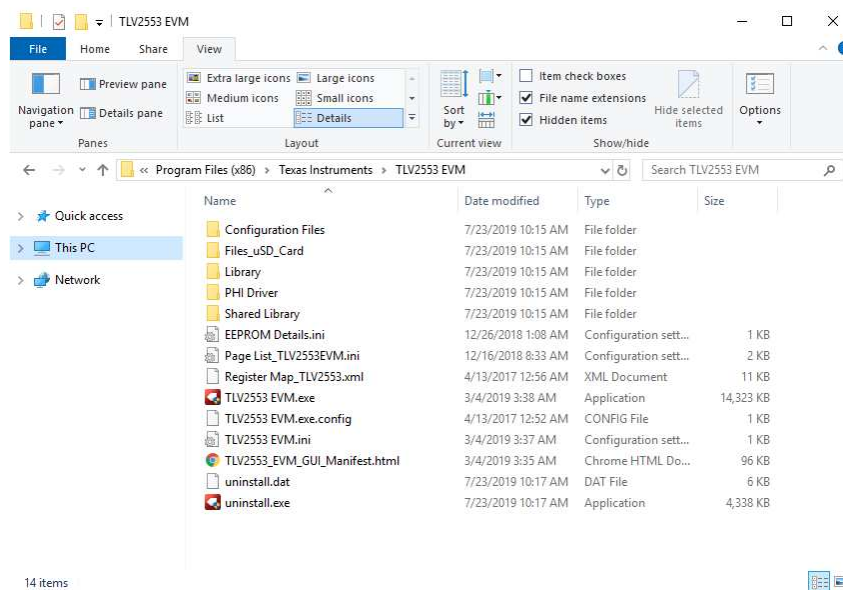 TLV2553 EVM
File Home Share View
Preview pane
Details pane
Navigation pane
Panes
Extra large icons Large icons
Medium icons Small icons
List Details
Layout
Sort by
Current view
Item check boxes
File name extensions
Hidden items
Hide selected items
Show/hide
Options
« Program Files (x86) > Texas Instruments > TLV2553 EVM
Search TLV2553 EVM
Quick access
This PC
Network
Name Date modified Type Size
Configuration Files 7/23/2019 10:15 AM File folder
Files_uSD_Card 7/23/2019 10:15 AM File folder
Library 7/23/2019 10:15 AM File folder
PHI Driver 7/23/2019 10:15 AM File folder
Shared Library 7/23/2019 10:15 AM File folder
EEPROM Details.ini 12/26/2018 1:08 AM Configuration sett... 1 KB
Page List_TLV2553EVM.ini 12/16/2018 8:33 AM Configuration sett... 2 KB
Register Map_TLV2553.xml 4/13/2017 12:56 AM XML Document 11 KB
TLV2553 EVM.exe 3/4/2019 3:38 AM Application 14,323 KB
TLV2553 EVM.exe.config 4/13/2017 12:52 AM CONFIG File 1 KB
TLV2553 EVM.ini 3/4/2019 3:37 AM Configuration sett... 1 KB
TLV2553_EVM_GUI_Manifest.html 3/4/2019 3:35 AM Chrome HTML Do... 96 KB
uninstall.dat 7/23/2019 10:17 AM DAT File 6 KB
uninstall.exe 7/23/2019 10:17 AM Application 4,338 KB
14 items